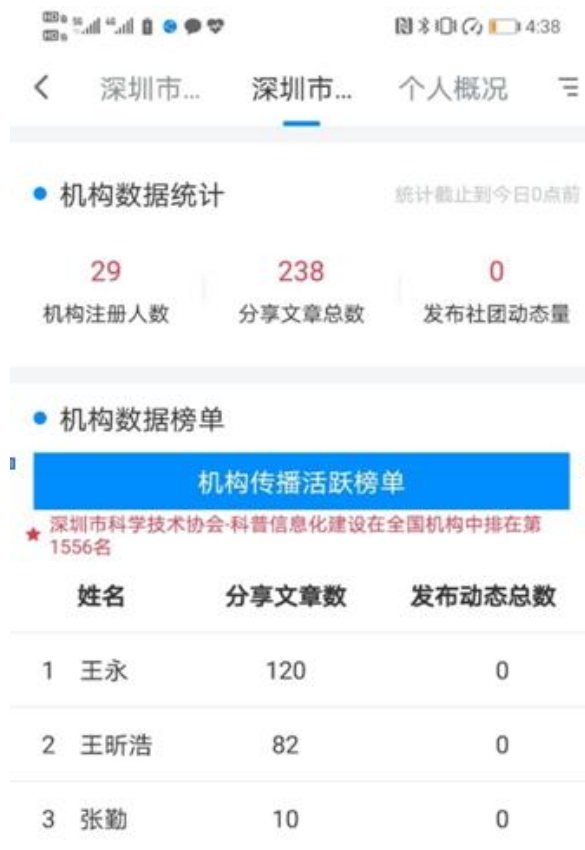 4:38
深圳市... 深圳市... 个人概况
机构数据统计 统计截止到今日0点前
29 238 0
机构注册人数 分享文章总数 发布社团动态量
机构数据榜单
机构传播活跃榜单
深圳市科学技术协会-科普信息化建设在全国机构中排在第
1556名
姓名 分享文章数 发布动态总数
1 王永 120 0
2 王昕浩 82 0
3 张勤 10 0